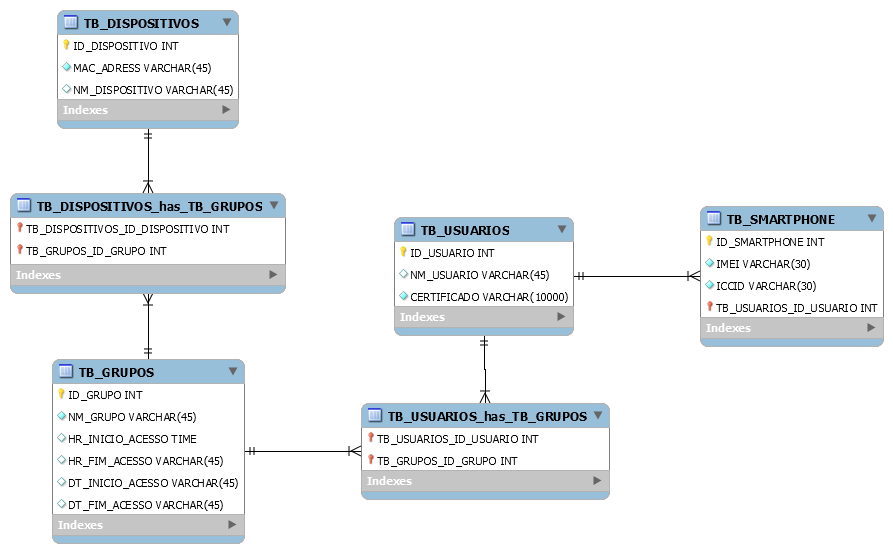 TB_DISPOSITIVOS
ID_DISPOSITIVO INT
MAC_ADRESS VARCHAR(45)
NM_DISPOSITIVO VARCHAR(45)
Indexes
TB_DISPOSITIVOS_has_TB_GRUPOS
TB_DISPOSITIVOS_ID_DISPOSITIVO INT
TB_GRUPOS_ID_GRUPO INT
Indexes
TB_USUARIOS
ID_USUARIO INT
NM_USUARIO VARCHAR(45)
CERTIFICADO VARCHAR(10000)
Indexes
TB_SMARTPHONE
ID_SMARTPHONE INT
IMEI VARCHAR(30)
ICCID VARCHAR(30)
TB_USUARIOS_ID_USUARIO INT
Indexes
TB_GRUPOS
ID_GRUPO INT
NM_GRUPO VARCHAR(45)
HR_INICIO_ACESSO TIME
HR_FIM_ACESSO VARCHAR(45)
DT_INICIO_ACESSO VARCHAR(45)
DT_FIM_ACESSO VARCHAR(45)
Indexes
TB_USUARIOS_has_TB_GRUPOS
TB_USUARIOS_ID_USUARIO INT
TB_GRUPOS_ID_GRUPO INT
Indexes